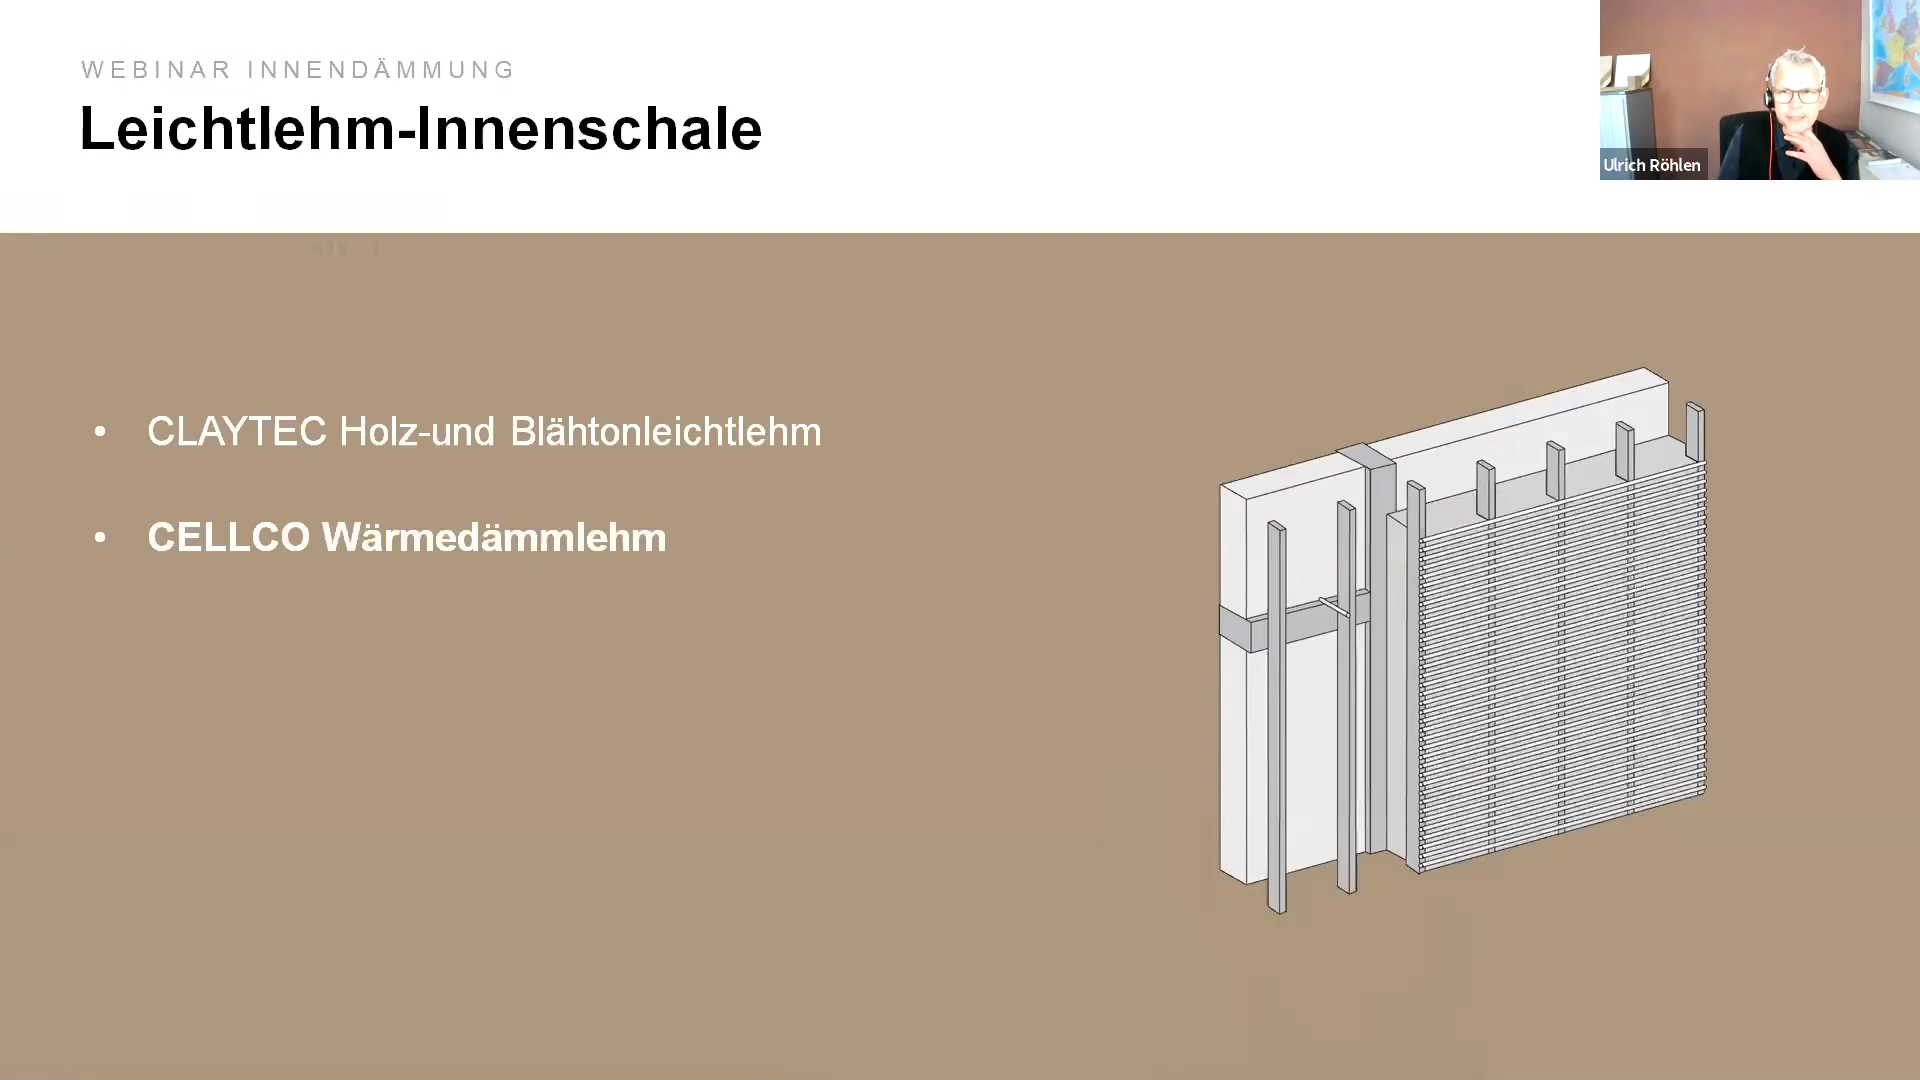 WEBINAR INNENDÄMMUNG
Leichtlehm-Innenschale
Ulrich Röhlen
• CLAYTEC Holz-und Blähtonleichtlehm
• CELLCO Wärmedämmlehm